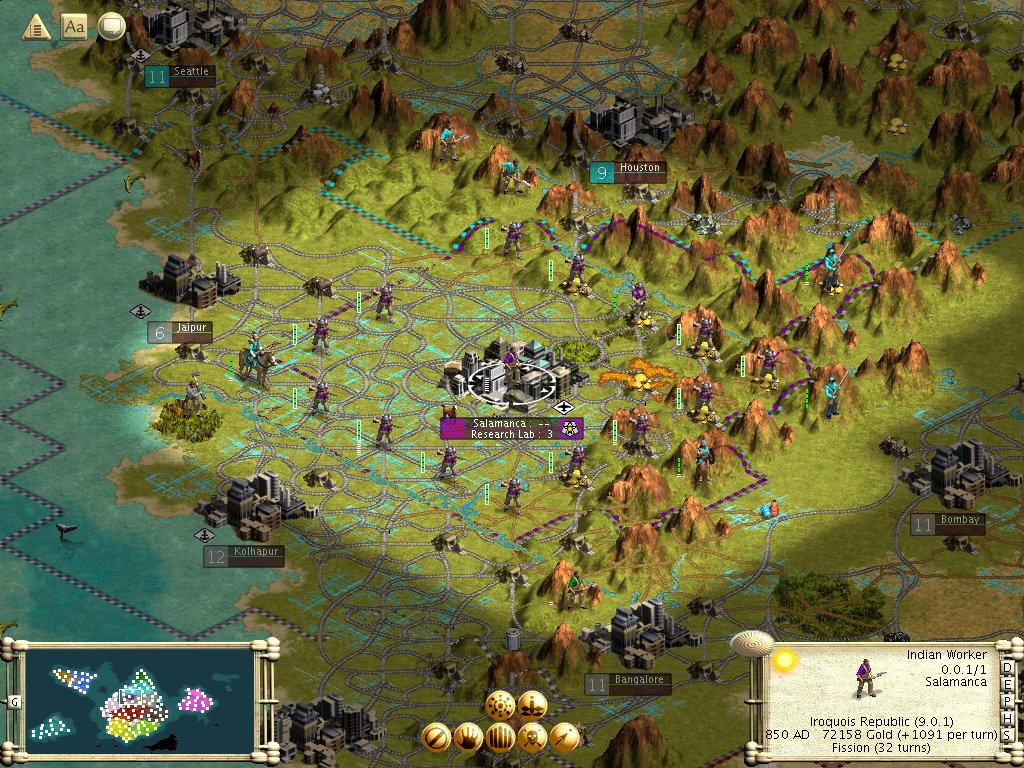 Aa
11 Seattle
9 Houston
6 Jaipur
Salamanca : --
Research Lab : 3
11 Bombay
12 Kolhapur
11 Bangalore
G
Indian Worker
0.0.1/1
Salamanca
Iroquois Republic (9.0.1)
850 AD 72158 Gold (+1091 per turn)
Fission (32 turns)
D
E
P
H
S